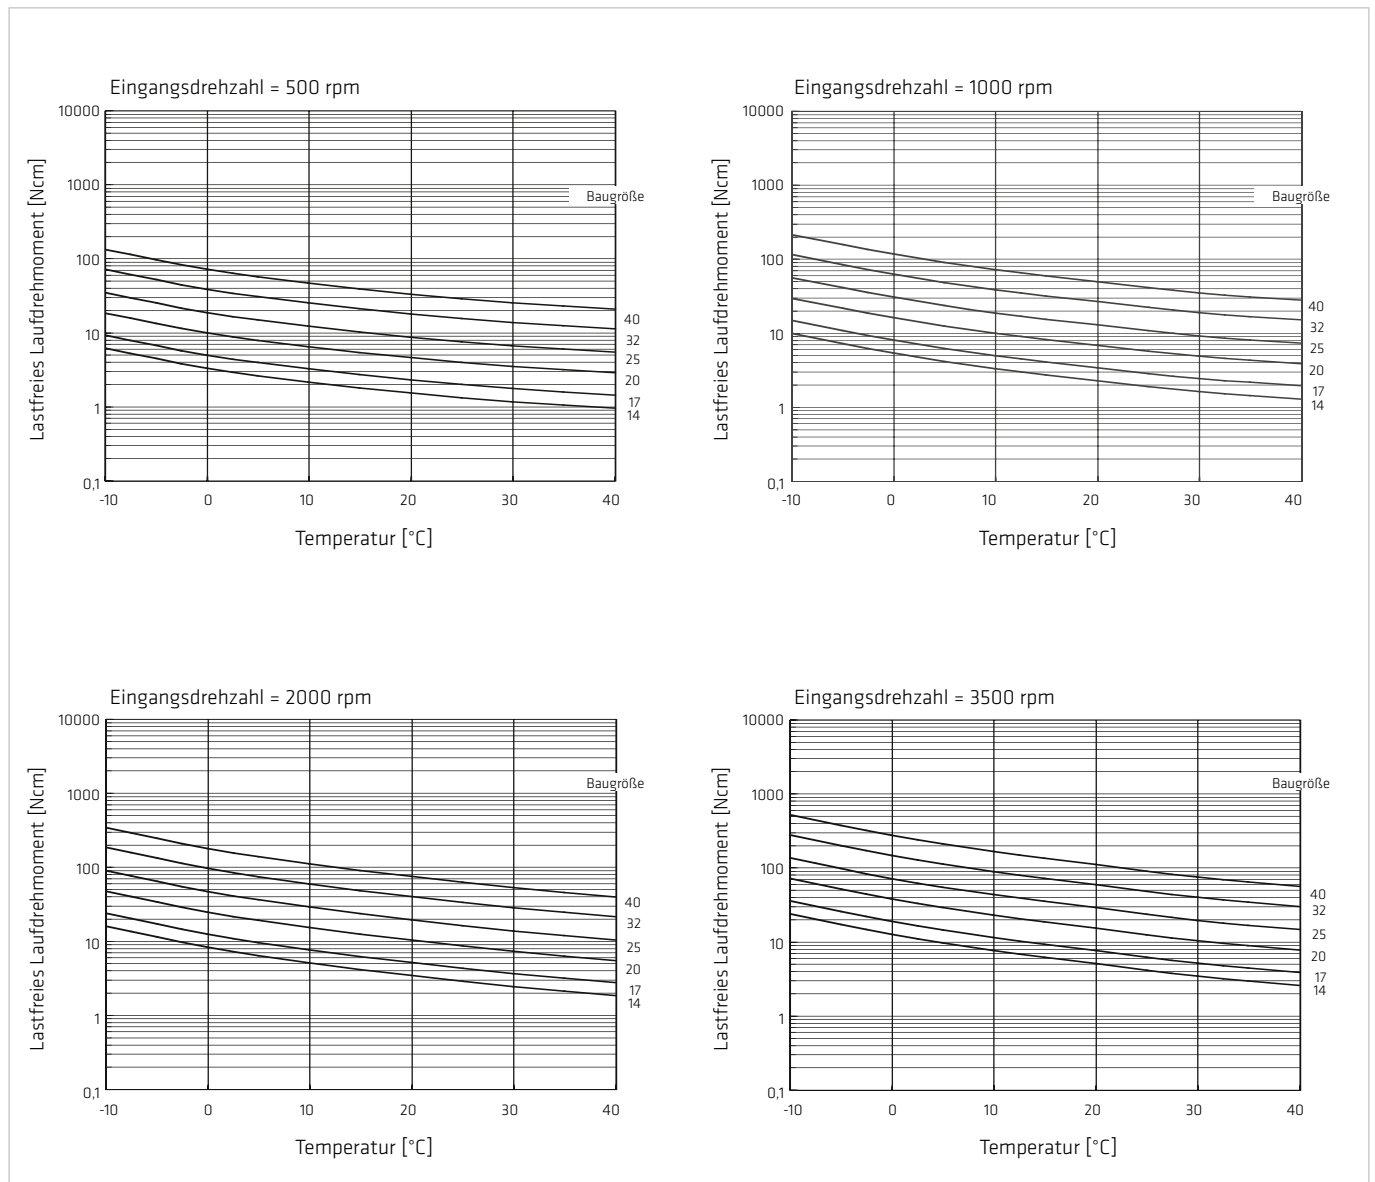 Eingangsdrehzahl = 500 rpm
Lastfreies Laufdrehmoment [Ncm]
10000
1000
100
10
1
0,1
Baugröße
40
32
25
20
17
14
-10 0 10 20 30 40
Temperatur [°C]
Eingangsdrehzahl = 1000 rpm
Lastfreies Laufdrehmoment [Ncm]
10000
1000
100
10
1
0,1
Baugröße
40
32
25
20
17
14
-10 0 10 20 30 40
Temperatur [°C]
Eingangsdrehzahl = 2000 rpm
Lastfreies Laufdrehmoment [Ncm]
10000
1000
100
10
1
0,1
Baugröße
40
32
25
20
17
14
-10 0 10 20 30 40
Temperatur [°C]
Eingangsdrehzahl = 3500 rpm
Lastfreies Laufdrehmoment [Ncm]
10000
1000
100
10
1
0,1
Baugröße
40
32
25
20
17
14
-10 0 10 20 30 40
Temperatur [°C]